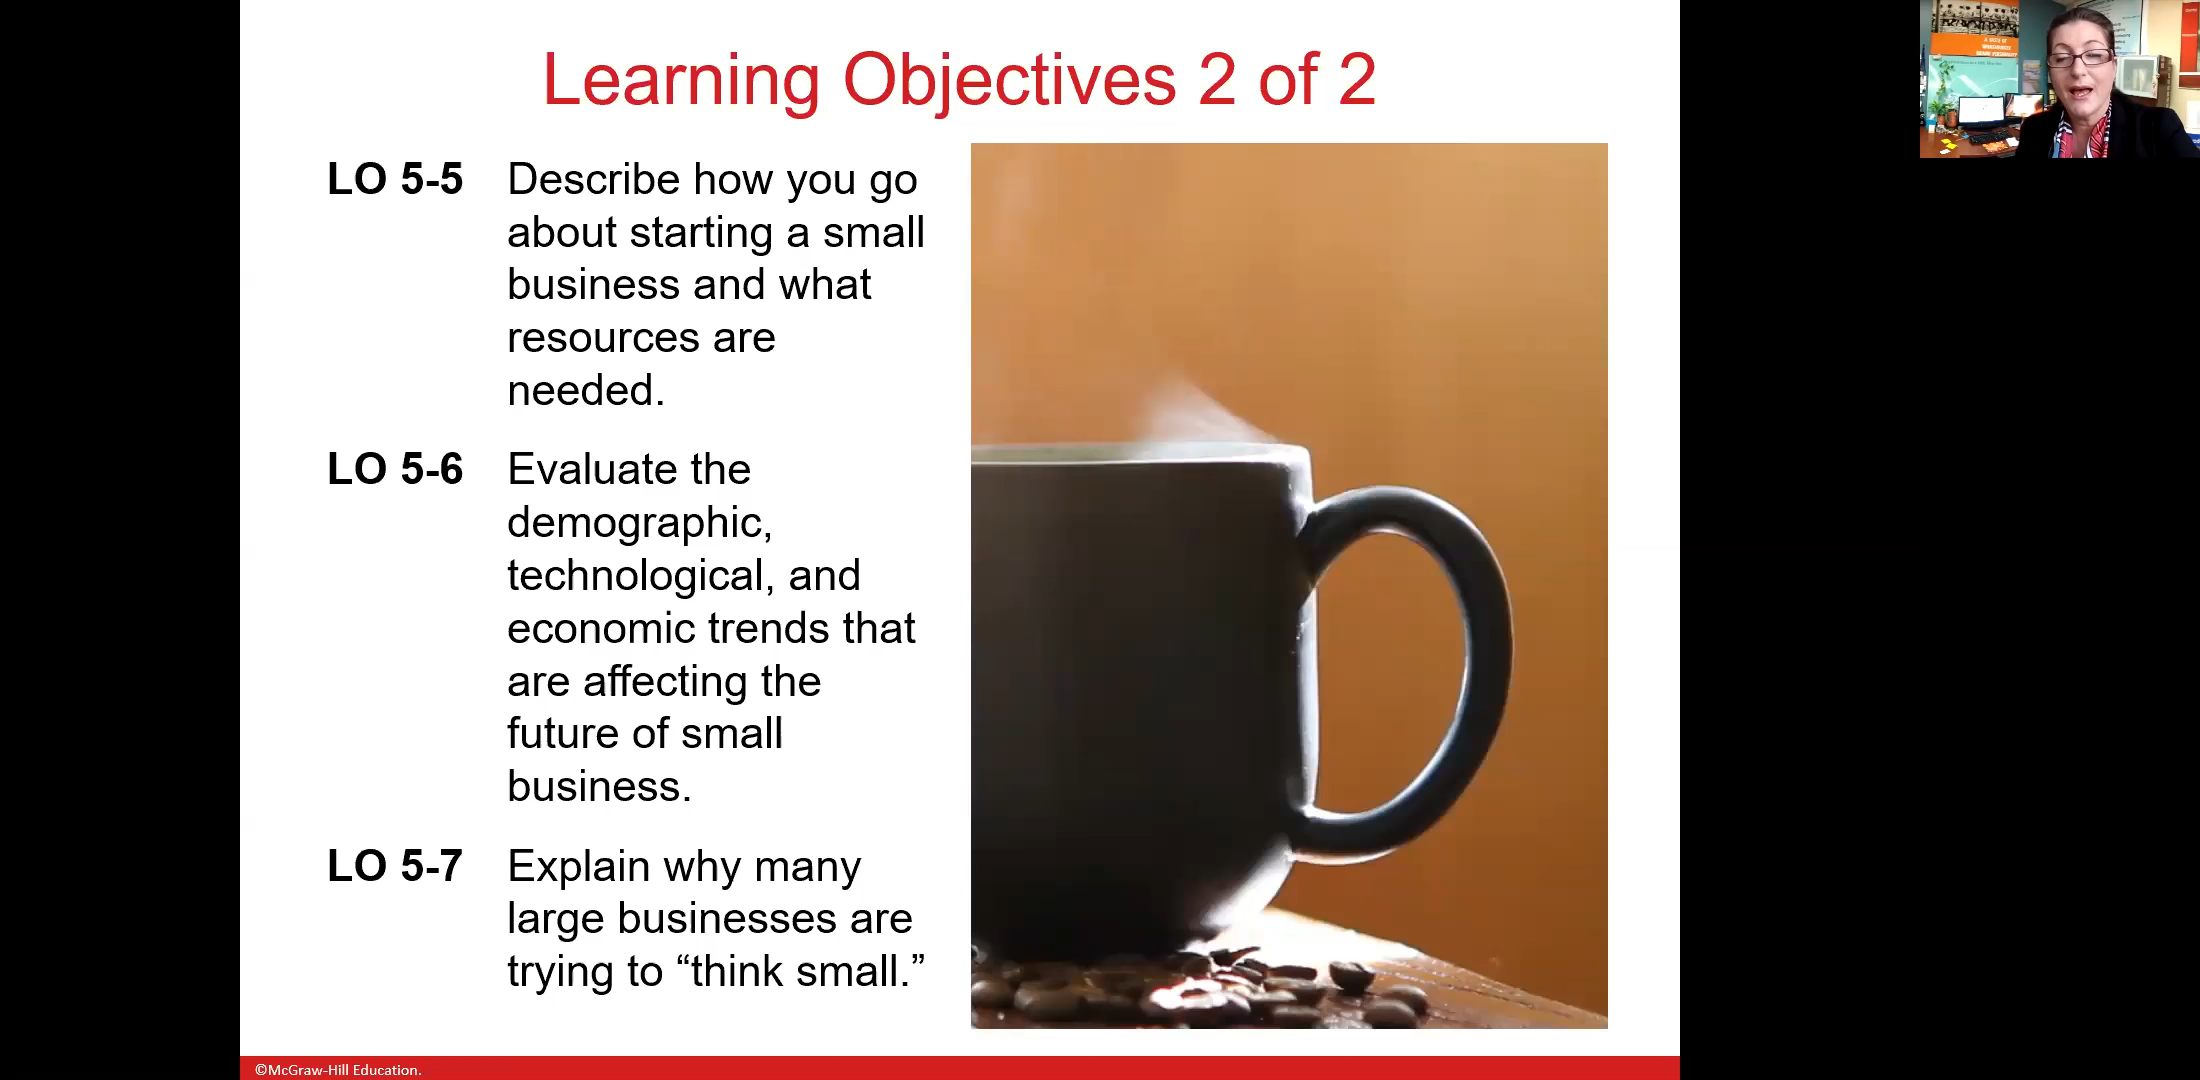 Learning Objectives 2 of 2
LO 5-5 Describe how you go
about starting a small
business and what
resources are
needed.
LO 5-6 Evaluate the
demographic,
technological, and
economic trends that
are affecting the
future of small
business.
LO 5-7 Explain why many
large businesses are
trying to “think small.”
©McGraw-Hill Education.